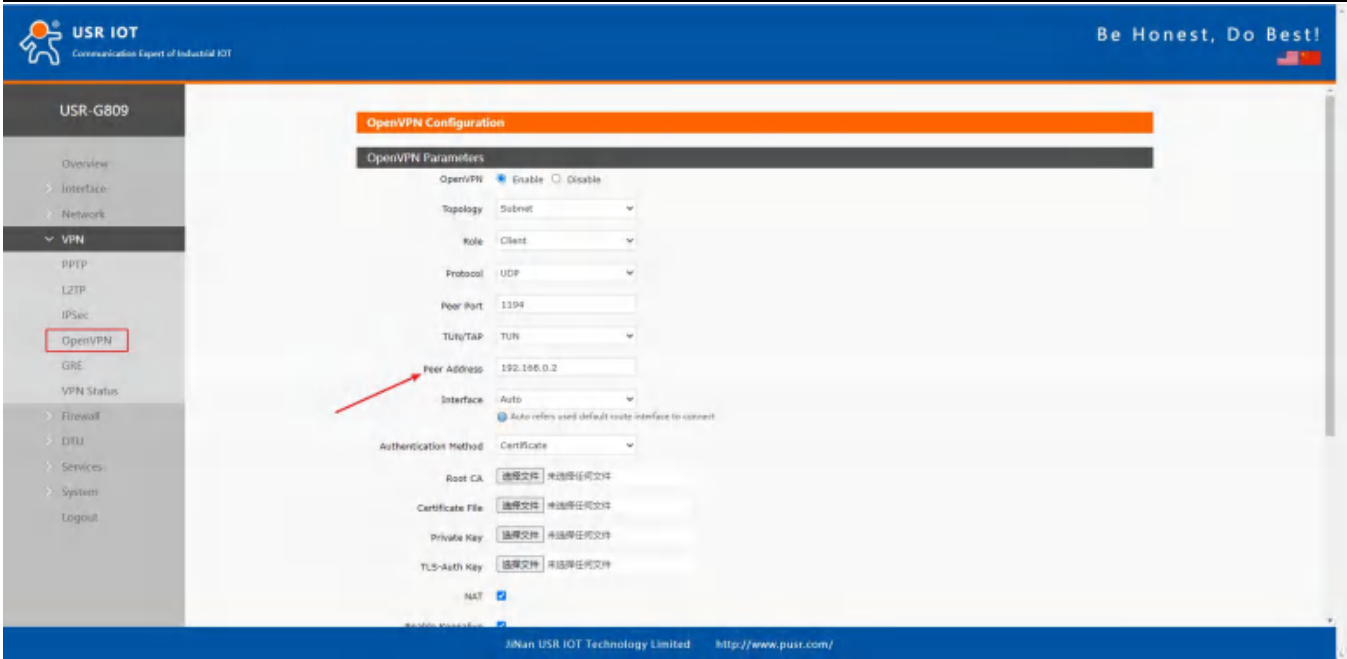 USR IOT
Communication Expert of Industrial IOT
Be Honest, Do Best!
USR-G809
Overview
Interface
Network
VPN
PPTP
L2TP
IPSec
OpenVPN
GRE
VPN Status
Firewall
DTU
Services
System
Logout
OpenVPN Configuration
OpenVPN Parameters
OpenVPN Enable Disable
Topology Subnet
Role Client
Protocol UDP
Peer Port 1194
TUN/TAP TUN
Peer Address 192.168.0.2
Interface Auto
Auto refers used default route interface to connect
Authentication Method Certificate
Root CA 选择文件 未选择任何文件
Certificate File 选择文件 未选择任何文件
Private Key 选择文件 未选择任何文件
TLS-Auth Key 选择文件 未选择任何文件
NAT
Enable Keepalive
JiNan USR IOT Technology Limited http://www.pusr.com/